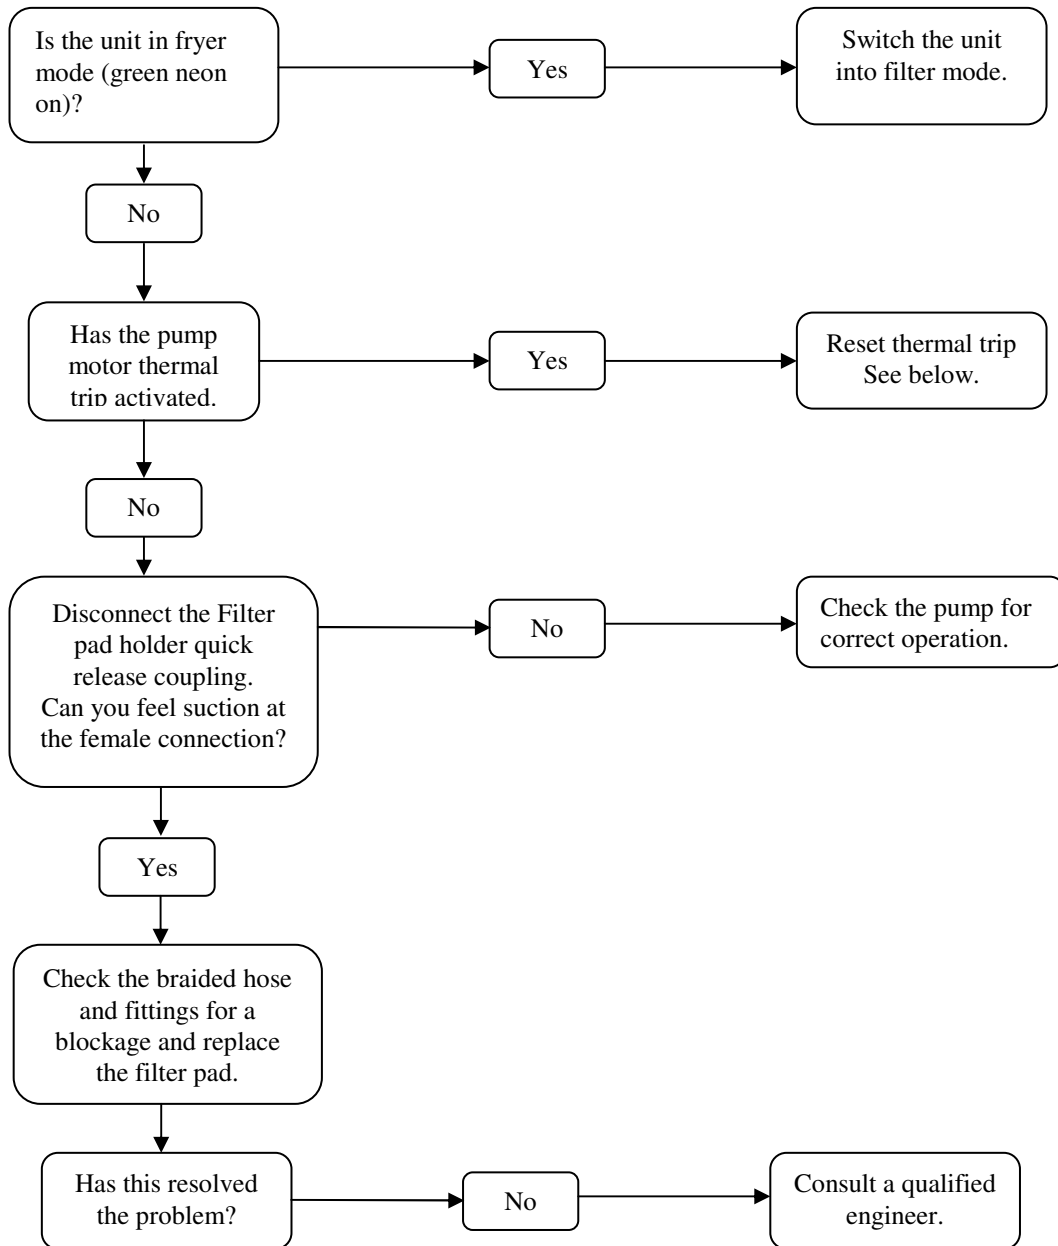 Is the unit in fryer
mode (green neon
on)?
Yes
Switch the unit
into filter mode.
No
Has the pump
motor thermal
trip activated.
Yes
Reset thermal trip
See below.
No
Disconnect the Filter
pad holder quick
release coupling.
Can you feel suction at
the female connection?
No
Check the pump for
correct operation.
Yes
Check the braided hose
and fittings for a
blockage and replace
the filter pad.
Has this resolved
the problem?
No
Consult a qualified
engineer.